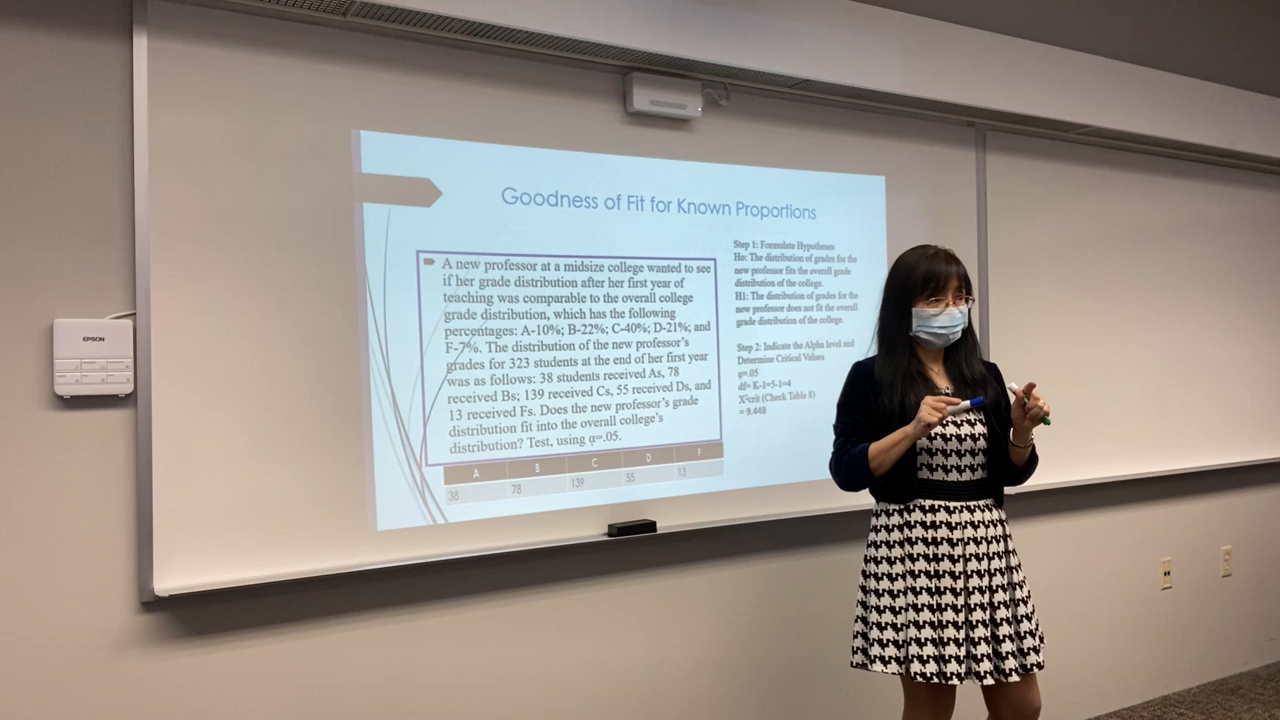 EPSON
Goodness of Fit for Known Proportions
A new professor at a midsize college wanted to see
if her grade distribution after her first year of
teaching was comparable to the overall college
grade distribution, which has the following
percentages: A-10%; B-22%; C-40%; D-21%; and
F-7%. The distribution of the new professor's
grades for 323 students at the end of her first year
was as follows: 38 students received As, 78
received Bs; 139 received Cs, 55 received Ds, and
13 received Fs. Does the new professor's grade
distribution fit into the overall college's
distribution? Test, using α=.05.
A B C D F
38 78 139 55 13
Step 1: Formulate Hypotheses
Ho: The distribution of grades for the
new professor fits the overall grade
distribution of the college.
H1: The distribution of grades for the
new professor does not fit the overall
grade distribution of the college.
Step 2: Indicate the Alpha level and
Determine Critical Values
α=.05
df= K-1=5-1=4
X²crit (Check Table 8)
= 9.448